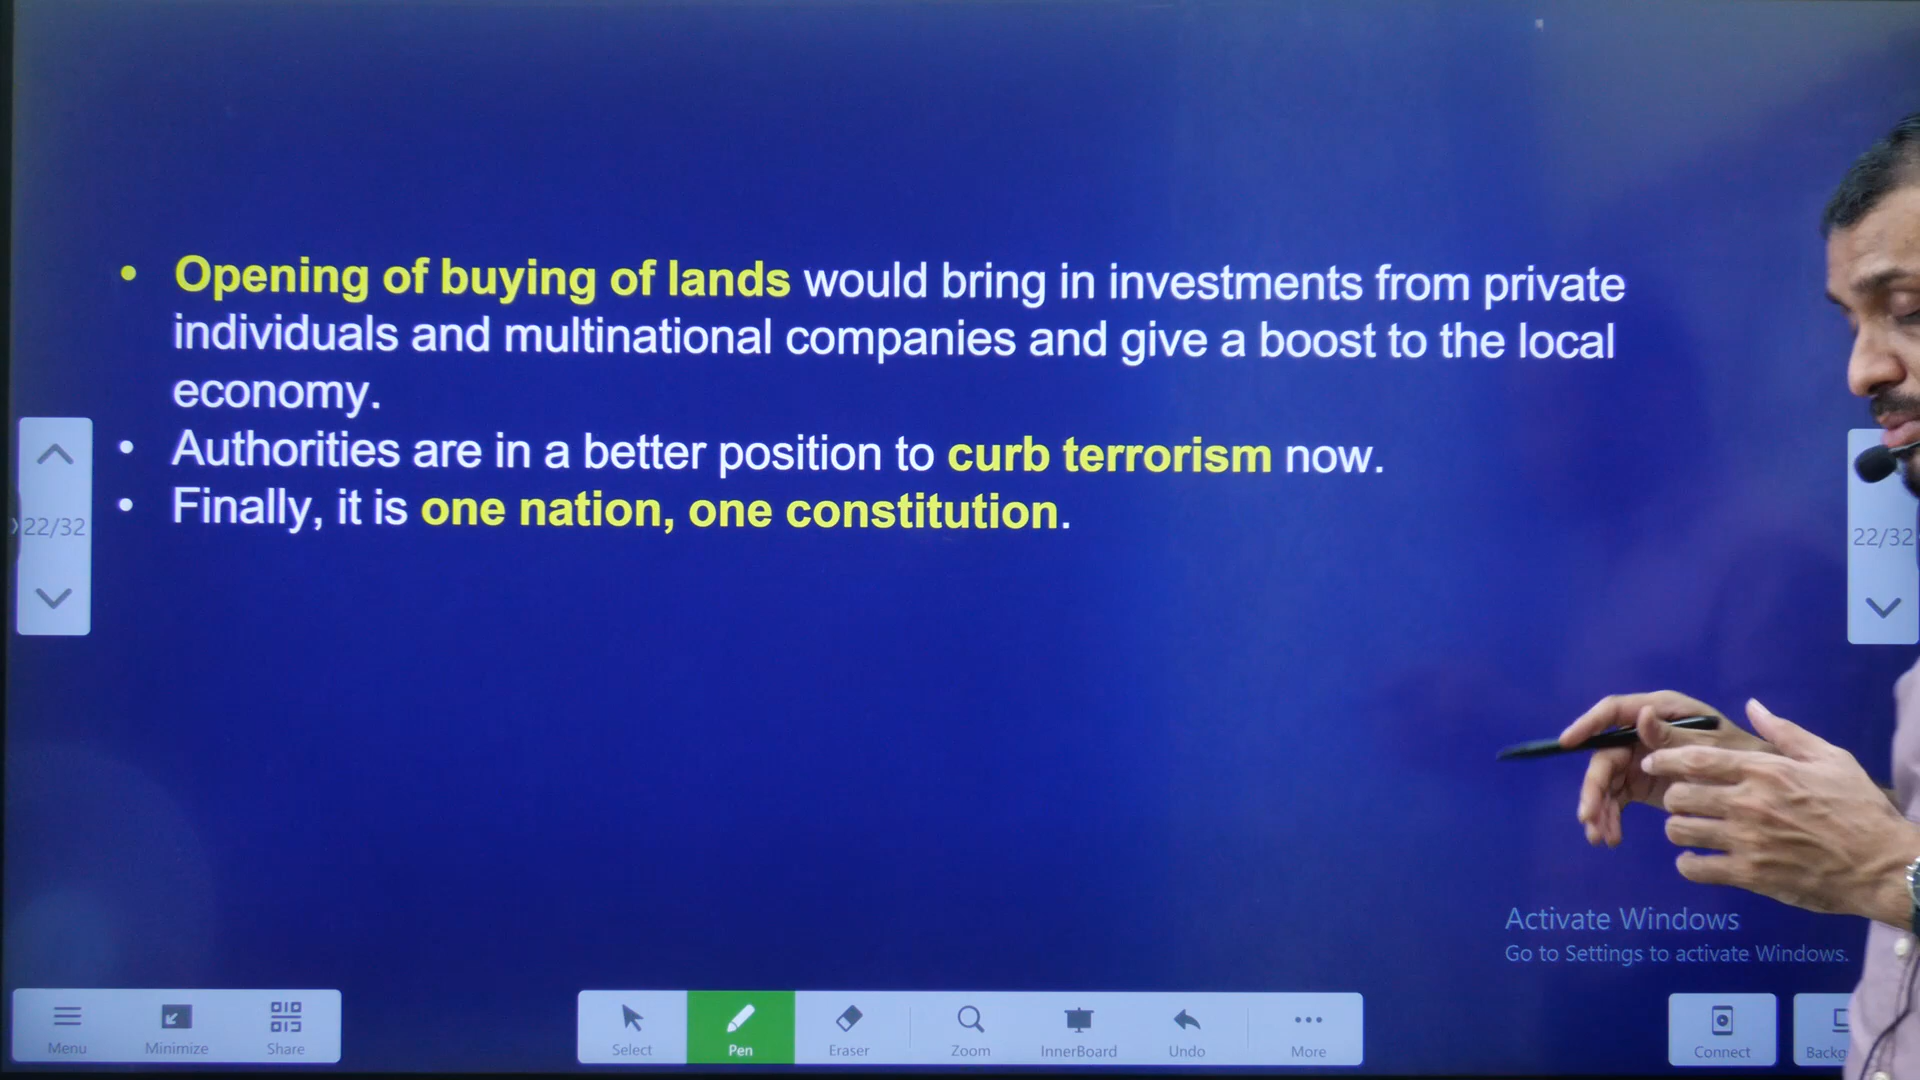 • Opening of buying of lands would bring in investments from private
individuals and multinational companies and give a boost to the local
economy.
• Authorities are in a better position to curb terrorism now.
• Finally, it is one nation, one constitution.
22/32
22/32
Activate Windows
Go to Settings to activate Windows.
Menu
Minimize
Share
Select
Pen
Eraser
Zoom
InnerBoard
Undo
More
Connect
Backg